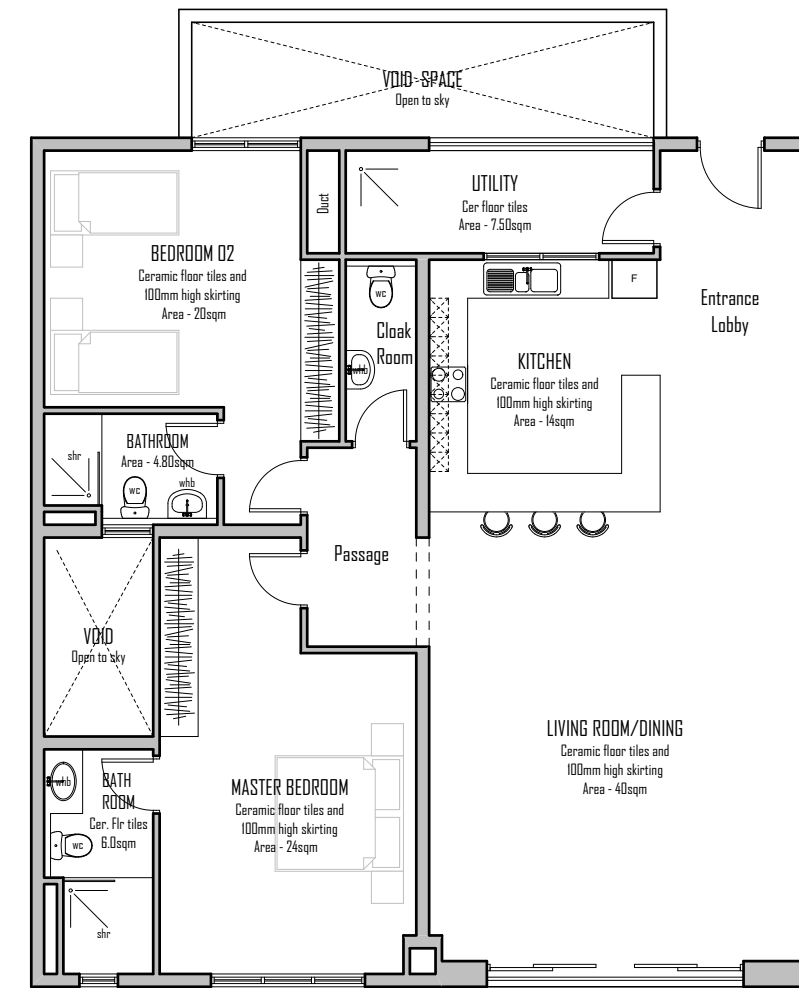 VOID SPACE
Open to sky
UTILITY
Cer floor tiles
Area - 7.50sqm
Duct
BEDROOM 02
Ceramic floor tiles and
100mm high skirting
Area - 20sqm
WC
Cloak
Room
whb
F
Entrance
Lobby
KITCHEN
Ceramic floor tiles and
100mm high skirting
Area - 14sqm
BATHROOM
Area - 4.80sqm
shr
WC
whb
Passage
VOID
Open to sky
LIVING ROOM/DINING
Ceramic floor tiles and
100mm high skirting
Area - 40sqm
whb
BATH
ROOM
Cer. Flr tiles
6.0sqm
WC
shr
MASTER BEDROOM
Ceramic floor tiles and
100mm high skirting
Area - 24sqm